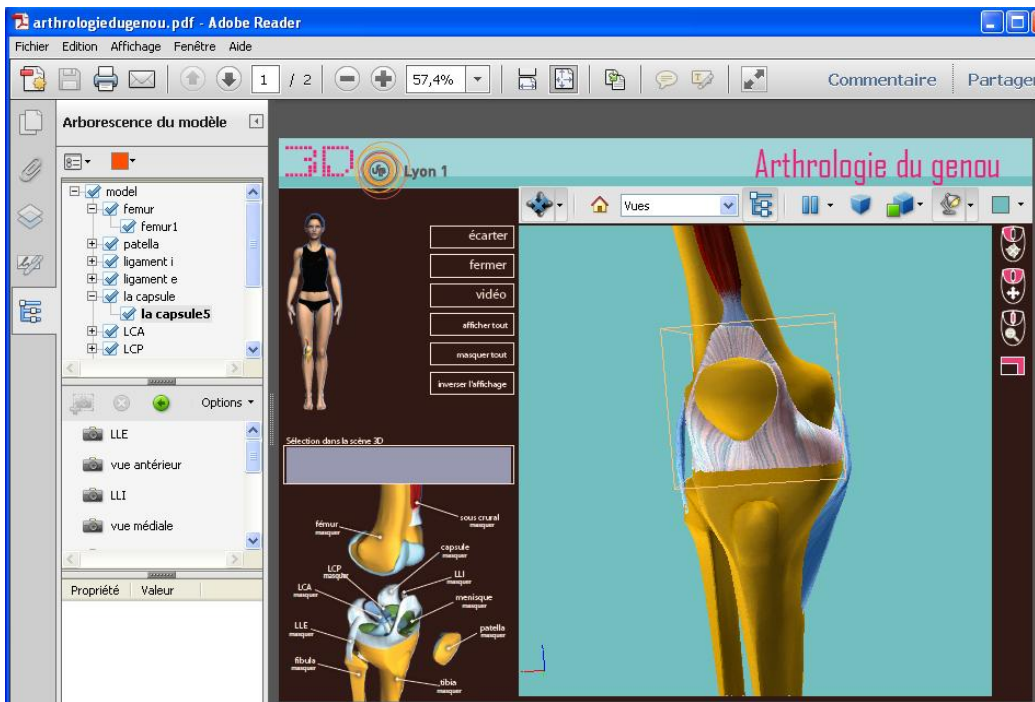 arthrologiedugenou.pdf - Adobe Reader
Fichier Edition Affichage Fenêtre Aide
1 / 2 57,4% Commentaire Partager
Arborescence du modèle
model
femur
femur1
patella
ligament i
ligament e
la capsule
la capsule5
LCA
LCP
Options
LLE
vue antérieur
LLI
vue médiale
Propriété Valeur
3D up Lyon 1
Arthrologie du genou
Vues
écarter
fermer
vidéo
afficher tout
masquer tout
inverser l'affichage
Sélection dans la scène 3D
fémur
masquer
sous crural
masquer
capsule
masquer
LCP
masquer
LLI
masquer
LCA
masquer
menisque
masquer
LLE
masquer
patella
masquer
fibula
masquer
tibia
masquer